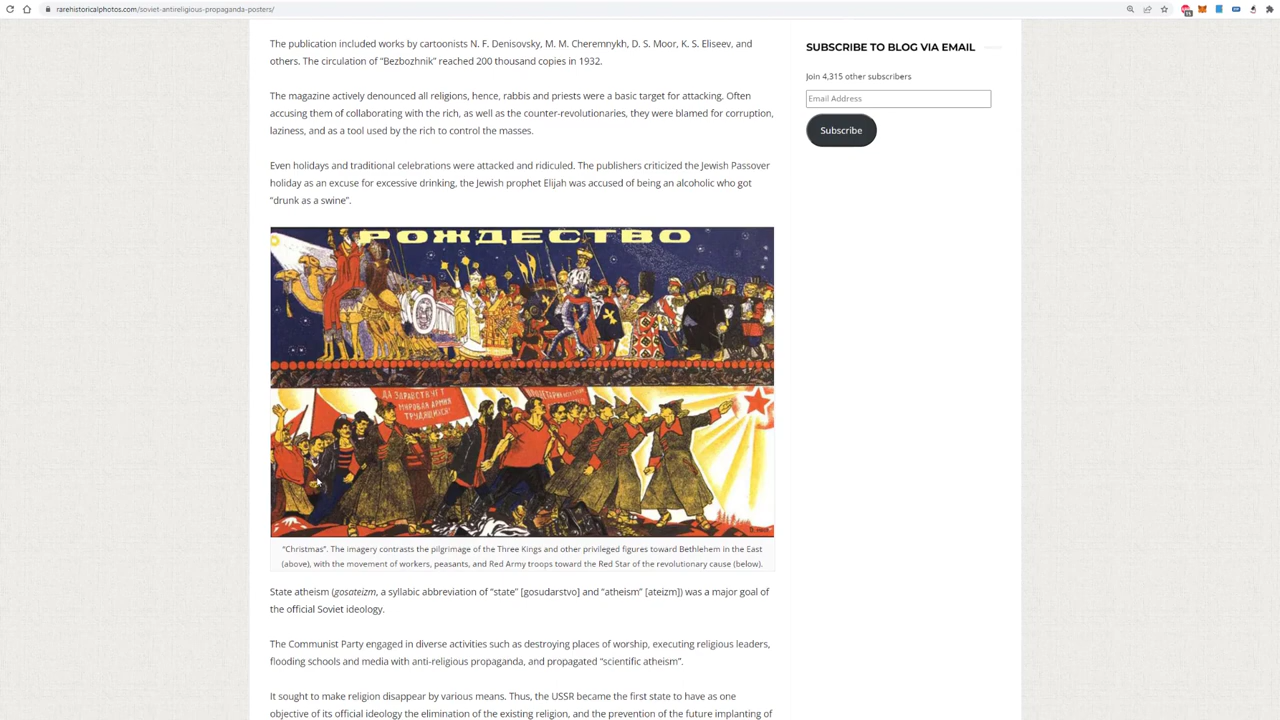 rarehistoricalphotos.com/soviet-antireligious-propaganda-posters/
The publication included works by cartoonists N. F. Denisovsky, M. M. Cheremnykh, D. S. Moor, K. S. Eliseev, and
others. The circulation of “Bezbozhnik” reached 200 thousand copies in 1932.
The magazine actively denounced all religions, hence, rabbis and priests were a basic target for attacking. Often
accusing them of collaborating with the rich, as well as the counter-revolutionaries, they were blamed for corruption,
laziness, and as a tool used by the rich to control the masses.
Even holidays and traditional celebrations were attacked and ridiculed. The publishers criticized the Jewish Passover
holiday as an excuse for excessive drinking, the Jewish prophet Elijah was accused of being an alcoholic who got
“drunk as a swine”.
РОЖДЕСТВО
ДА ЗДРАВСТВУЕТ
МИРОВАЯ АРМИЯ
ТРУДЯЩИХСЯ!
“Christmas”. The imagery contrasts the pilgrimage of the Three Kings and other privileged figures toward Bethlehem in the East
(above), with the movement of workers, peasants, and Red Army troops toward the Red Star of the revolutionary cause (below).
State atheism (gosateizm, a syllabic abbreviation of “state” [gosudarstvo] and “atheism” [ateizm]) was a major goal of
the official Soviet ideology.
The Communist Party engaged in diverse activities such as destroying places of worship, executing religious leaders,
flooding schools and media with anti-religious propaganda, and propagated “scientific atheism”.
It sought to make religion disappear by various means. Thus, the USSR became the first state to have as one
objective of its official ideology the elimination of the existing religion, and the prevention of the future implanting of
SUBSCRIBE TO BLOG VIA EMAIL
Join 4,315 other subscribers
Email Address
Subscribe